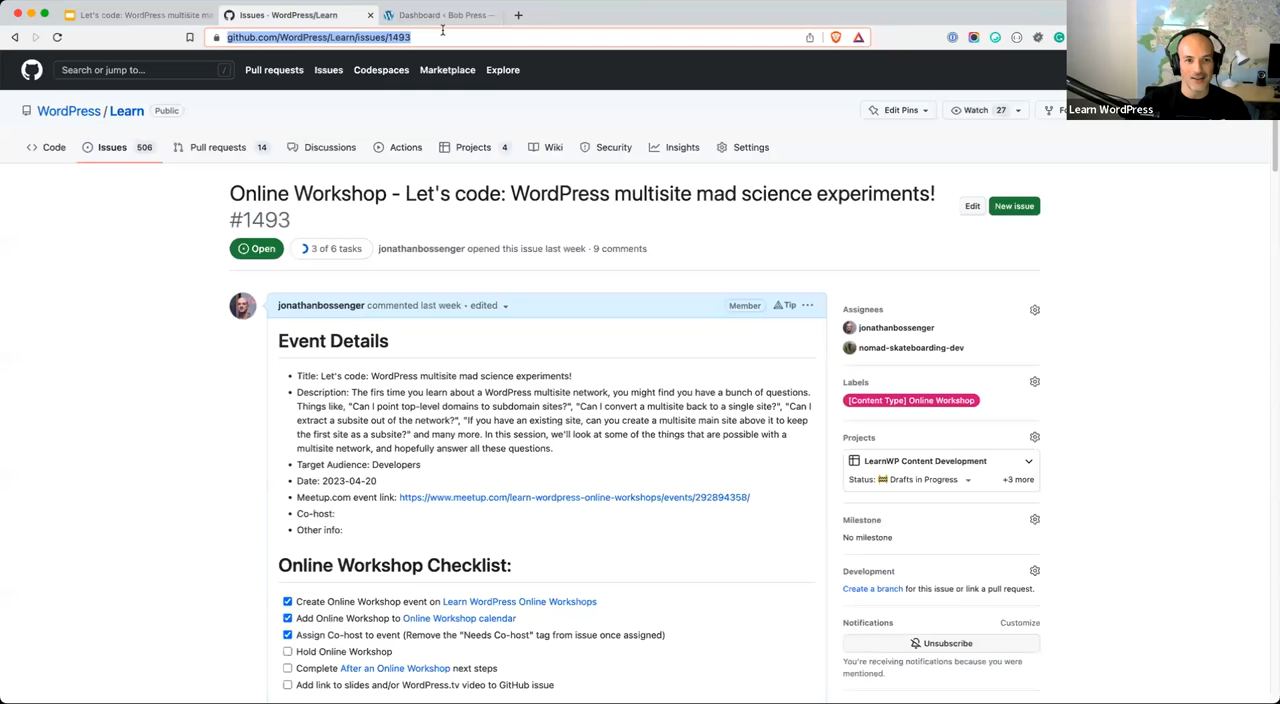 Let's code: WordPress multisite m
Issues · WordPress/Learn
Dashboard ‹ Bob Press —
github.com/WordPress/Learn/issues/1493
Learn WordPress
Search or jump to...
/
Pull requests
Issues
Codespaces
Marketplace
Explore
WordPress / Learn
Public
Edit Pins
Watch 27
Code
Issues 506
Pull requests 14
Discussions
Actions
Projects 4
Wiki
Security
Insights
Settings
Online Workshop - Let's code: WordPress multisite mad science experiments!
#1493
Edit
New issue
Open
3 of 6 tasks
jonathanbossenger opened this issue last week · 9 comments
jonathanbossenger commented last week • edited
Member
Tip
Event Details
• Title: Let's code: WordPress multisite mad science experiments!
• Description: The firs time you learn about a WordPress multisite network, you might find you have a bunch of questions.
Things like, "Can I point top-level domains to subdomain sites?", "Can I convert a multisite back to a single site?", "Can I
extract a subsite out of the network?", "If you have an existing site, can you create a multisite main site above it to keep
the first site as a subsite?" and many more. In this session, we'll look at some of the things that are possible with a
multisite network, and hopefully answer all these questions.
• Target Audience: Developers
• Date: 2023-04-20
• Meetup.com event link: https://www.meetup.com/learn-wordpress-online-workshops/events/292894358/
• Co-host:
• Other info:
Online Workshop Checklist:
Create Online Workshop event on Learn WordPress Online Workshops
Add Online Workshop to Online Workshop calendar
Assign Co-host to event (Remove the "Needs Co-host" tag from issue once assigned)
Hold Online Workshop
Complete After an Online Workshop next steps
Add link to slides and/or WordPress.tv video to GitHub issue
Assignees
jonathanbossenger
nomad-skateboarding-dev
Labels
[Content Type] Online Workshop
Projects
LearnWP Content Development
Status: 🚧 Drafts in Progress
+3 more
Milestone
No milestone
Development
Create a branch for this issue or link a pull request.
Notifications
Customize
Unsubscribe
You're receiving notifications because you were
mentioned.